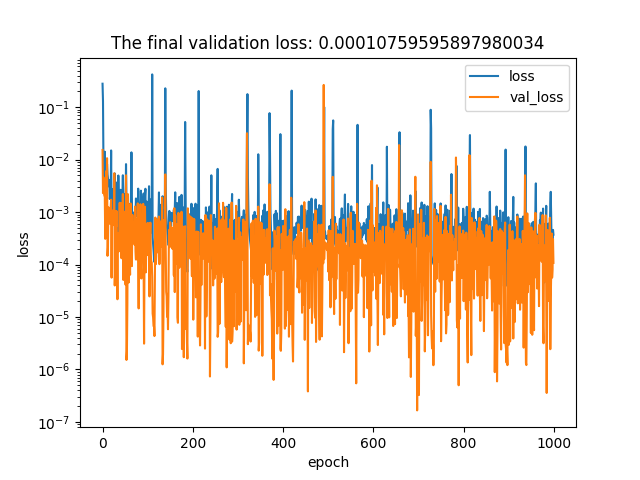 The final validation loss: 0.00010759595897980034
loss
val_loss
10⁻¹
10⁻²
10⁻³
10⁻⁴
10⁻⁵
10⁻⁶
10⁻⁷
loss
0 200 400 600 800 1000
epoch